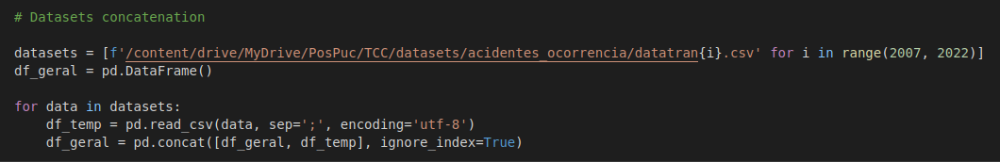 # Datasets concatenation
datasets = [f'/content/drive/MyDrive/PosPuc/TCC/datasets/acidentes_ocorrencia/datatran{i}.csv' for i in range(2007, 2022)]
df_geral = pd.DataFrame()
for data in datasets:
    df_temp = pd.read_csv(data, sep=';', encoding='utf-8')
    df_geral = pd.concat([df_geral, df_temp], ignore_index=True)